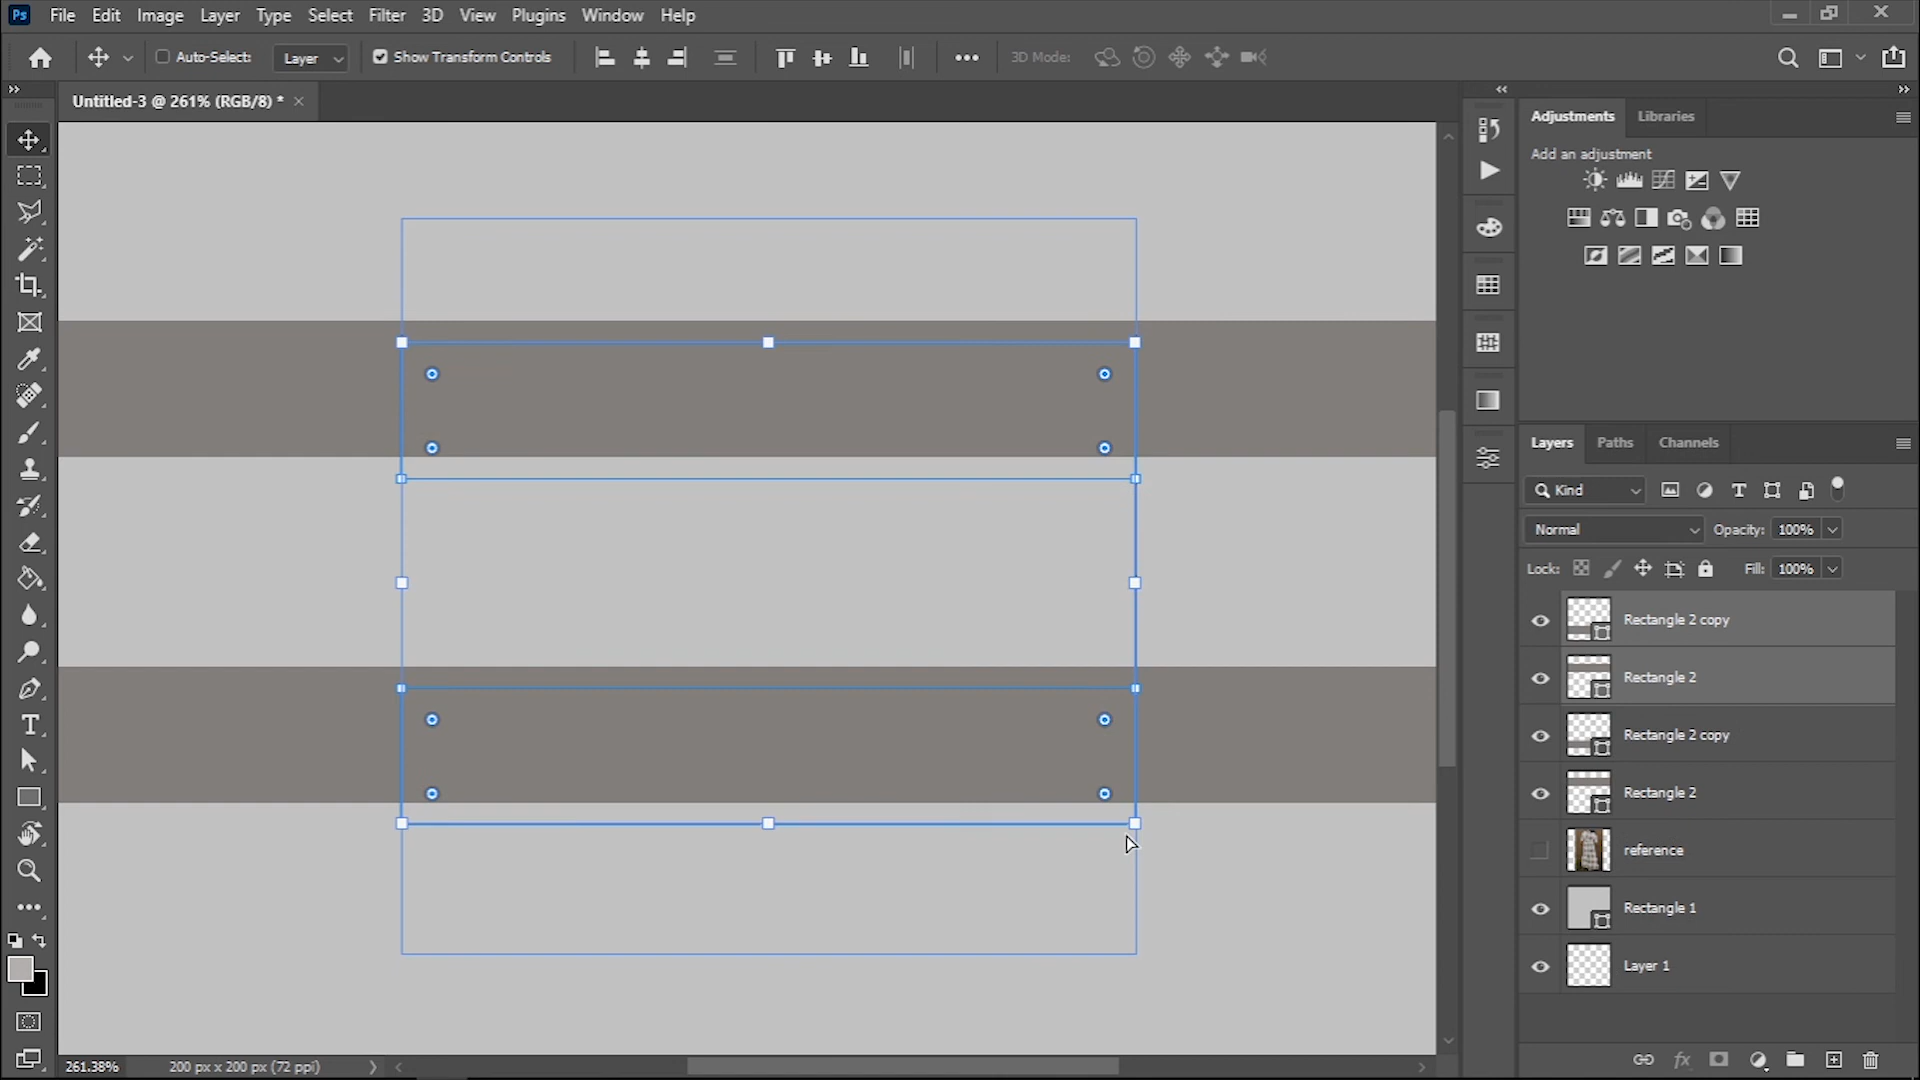 Ps File Edit Image Layer Type Select Filter 3D View Plugins Window Help
Auto-Select: Layer Show Transform Controls 3D Mode:
Untitled-3 @ 261% (RGB/8) *
Adjustments Libraries
Add an adjustment
Layers Paths Channels
Kind
Normal Opacity: 100%
Lock: Fill: 100%
Rectangle 2 copy
Rectangle 2
Rectangle 2 copy
Rectangle 2
reference
Rectangle 1
Layer 1
261.38% 200 px x 200 px (72 ppi)